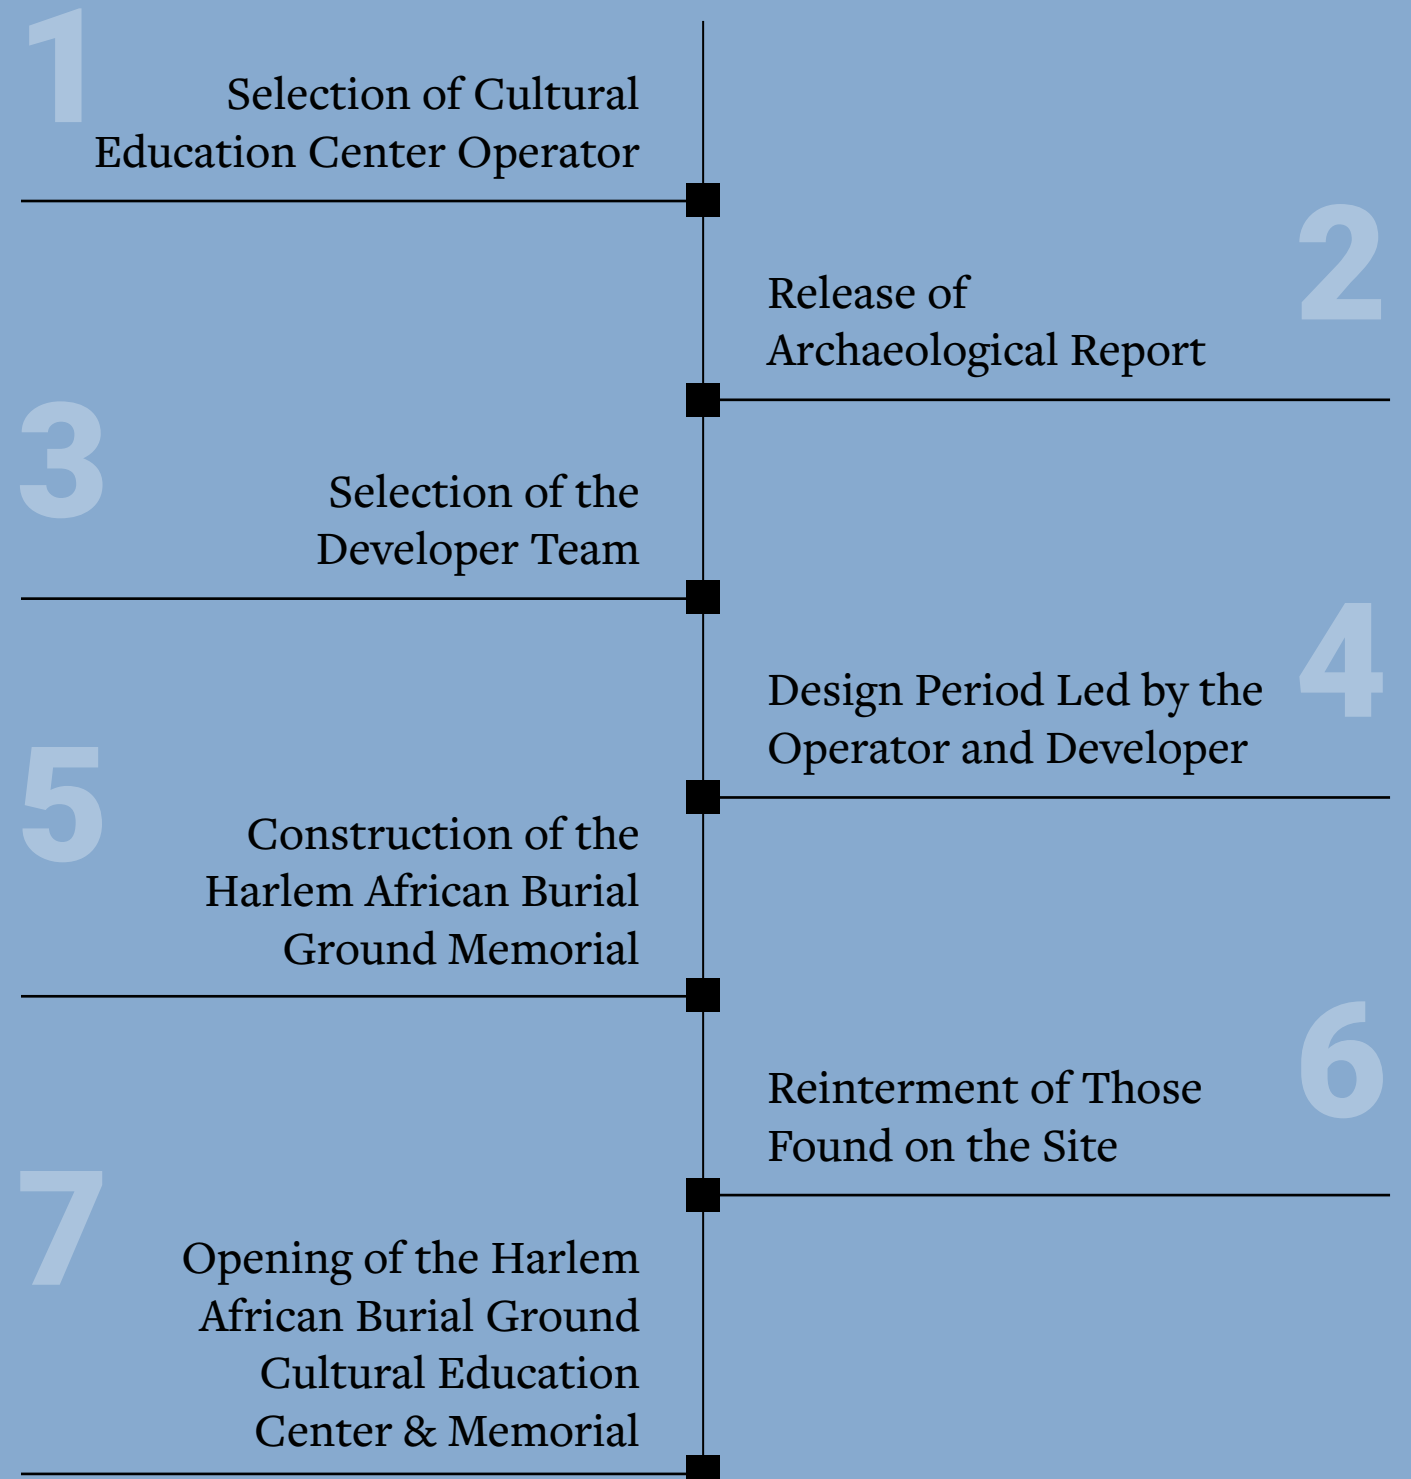 1
Selection of Cultural
Education Center Operator
2
Release of
Archaeological Report
3
Selection of the
Developer Team
4
Design Period Led by the
Operator and Developer
5
Construction of the
Harlem African Burial
Ground Memorial
6
Reinterment of Those
Found on the Site
7
Opening of the Harlem
African Burial Ground
Cultural Education
Center & Memorial